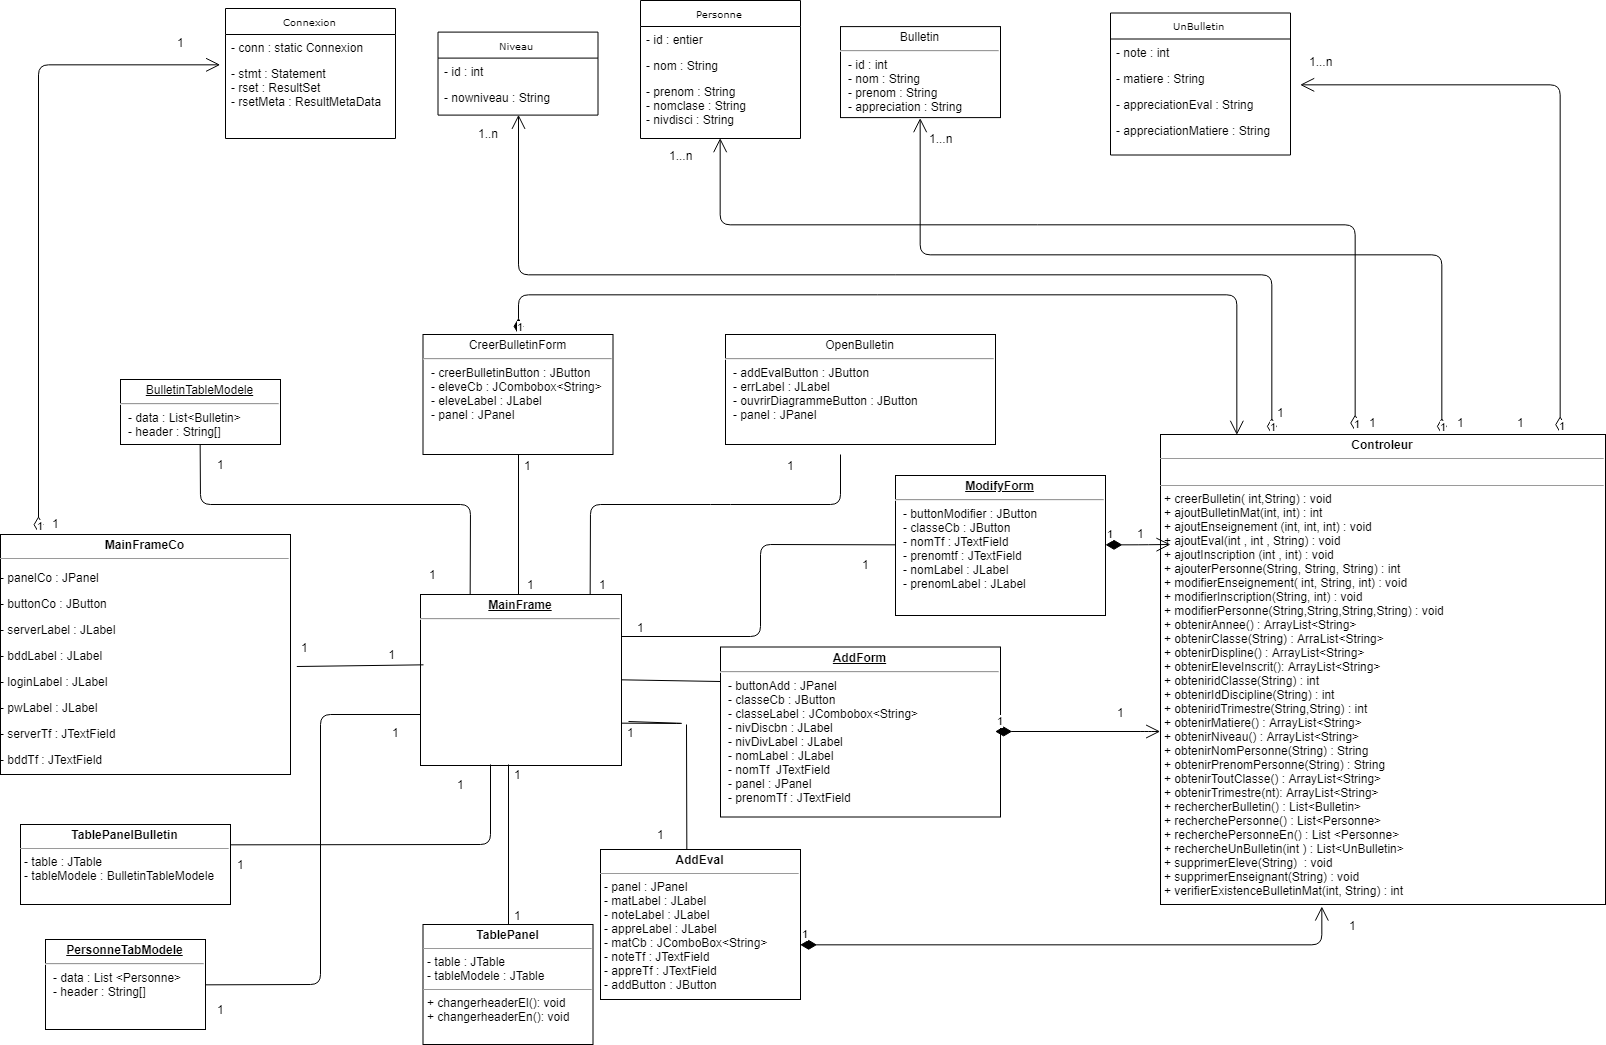 Connexion
- conn : static Connexion
- stmt : Statement
- rset : ResultSet
- rsetMeta : ResultMetaData
1
Niveau
- id : int
- nowniveau : String
1..n
Personne
- id : entier
- nom : String
- prenom : String
- nomclase : String
- nivdisci : String
1...n
Bulletin
- id : int
- nom : String
- prenom : String
- appreciation : String
1...n
UnBulletin
- note : int
- matiere : String
- appreciationEval : String
- appreciationMatiere : String
1...n
1
CreerBulletinForm
- creerBulletinButton : JButton
- eleveCb : JCombobox<String>
- eleveLabel : JLabel
- panel : JPanel
1
OpenBulletin
- addEvalButton : JButton
- errLabel : JLabel
- ouvrirDiagrammeButton : JButton
- panel : JPanel
1
BulletinTableModele
- data : List<Bulletin>
- header : String[]
1
1
1
1
1
1
1
1
1
1
Controleur
+ creerBulletin( int,String) : void
+ ajoutBulletinMat(int, int) : int
+ ajoutEnseignement (int, int, int) : void
+ ajoutEval(int , int , String) : void
+ ajoutInscription (int , int) : void
+ ajouterPersonne(String, String, String) : int
+ modifierEnseignement( int, String, int) : void
+ modifierInscription(String, int) : void
+ modifierPersonne(String,String,String,String) : void
+ obtenirAnnee() : ArrayList<String>
+ obtenirClasse(String) : ArraList<String>
+ obtenirDispline() : ArrayList<String>
+ obtenirEleveInscrit(): ArrayList<String>
+ obteniridClasse(String) : int
+ obtenirIdDiscipline(String) : int
+ obteniridTrimestre(String,String) : int
+ obtenirMatiere() : ArrayList<String>
+ obtenirNiveau() : ArrayList<String>
+ obtenirNomPersonne(String) : String
+ obtenirPrenomPersonne(String) : String
+ obtenirToutClasse() : ArrayList<String>
+ obtenirTrimestre(nt): ArrayList<String>
+ rechercherBulletin() : List<Bulletin>
+ recherchePersonne() : List<Personne>
+ recherchePersonneEn() : List <Personne>
+ rechercheUnBulletin(int ) : List<UnBulletin>
+ supprimerEleve(String)  : void
+ supprimerEnseignant(String) : void
+ verifierExistenceBulletinMat(int, String) : int
1
ModifyForm
- buttonModifier : JButton
- classeCb : JButton
- nomTf : JTextField
- prenomtf : JTextField
- nomLabel : JLabel
- prenomLabel : JLabel
1
1
1
1
1
MainFrameCo
- panelCo : JPanel
- buttonCo : JButton
- serverLabel : JLabel
- bddLabel : JLabel
- loginLabel : JLabel
- pwLabel : JLabel
- serverTf : JTextField
- bddTf : JTextField
1
1
1
1
1
MainFrame
1
1
1
1
1
AddForm
- buttonAdd : JPanel
- classeCb : JButton
- classeLabel : JCombobox<String>
- nivDiscbn : JLabel
- nivDivLabel : JLabel
- nomLabel : JLabel
- nomTf  JTextField
- panel : JPanel
- prenomTf : JTextField
1
1
TablePanelBulletin
- table : JTable
- tableModele : BulletinTableModele
1
1
AddEval
- panel : JPanel
- matLabel : JLabel
- noteLabel : JLabel
- appreLabel : JLabel
- matCb : JComboBox<String>
- noteTf : JTextField
- appreTf : JTextField
- addButton : JButton
1
1
1
TablePanel
- table : JTable
- tableModele : JTable
+ changerheaderEl(): void
+ changerheaderEn(): void
PersonneTabModele
- data : List <Personne>
- header : String[]
1